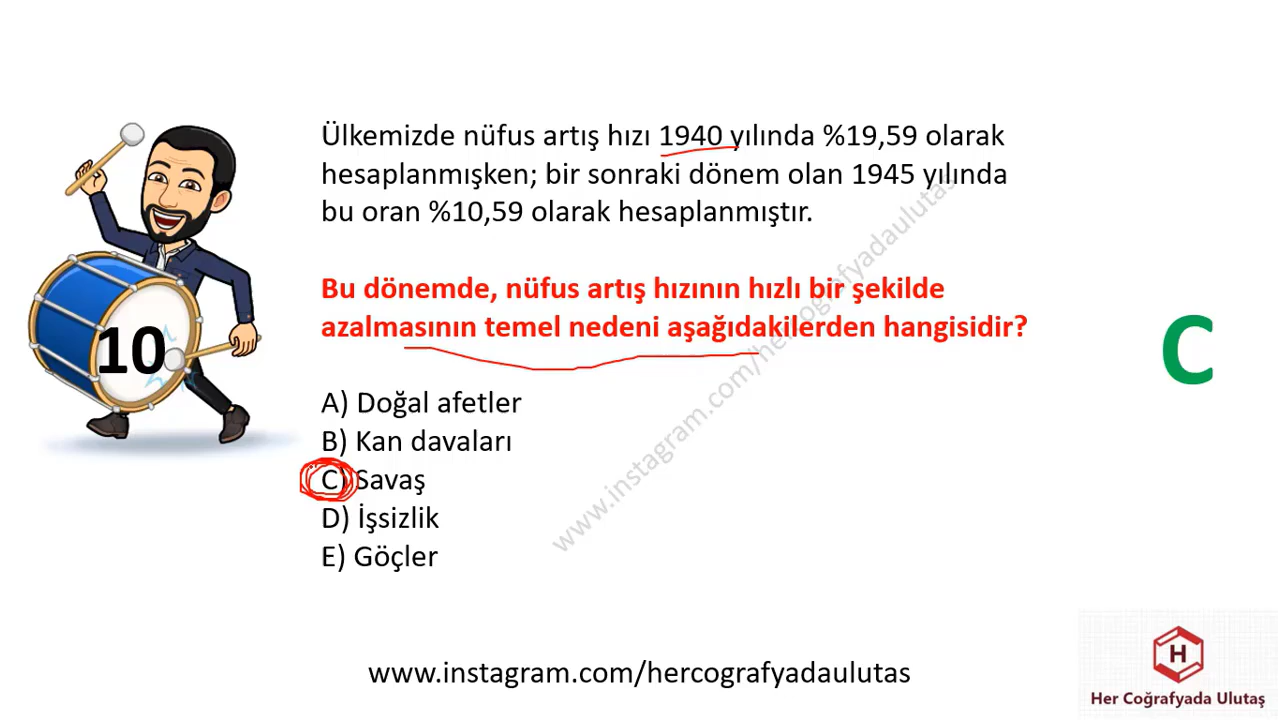 Ülkemizde nüfus artış hızı 1940 yılında %19,59 olarak
hesaplanmışken; bir sonraki dönem olan 1945 yılında
bu oran %10,59 olarak hesaplanmıştır.
Bu dönemde, nüfus artış hızının hızlı bir şekilde
azalmasının temel nedeni aşağıdakilerden hangisidir?
10
C
A) Doğal afetler
B) Kan davaları
C) Savaş
D) İşsizlik
E) Göçler
www.instagram.com/hercografyadaulutas
www.instagram.com/hercografyadaulutas
H
Her Coğrafyada Ulutaş